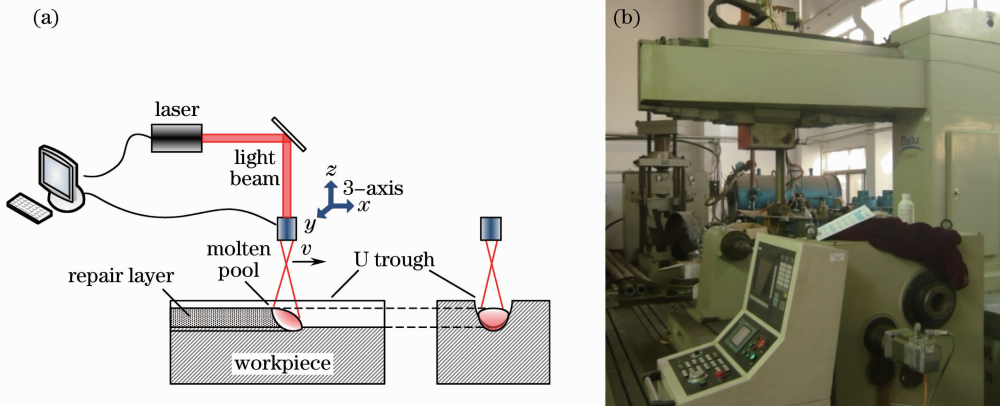 (a)
laser
light
beam
z
3-axis
x
y
molten
pool
v
U trough
repair layer
workpiece
(b)